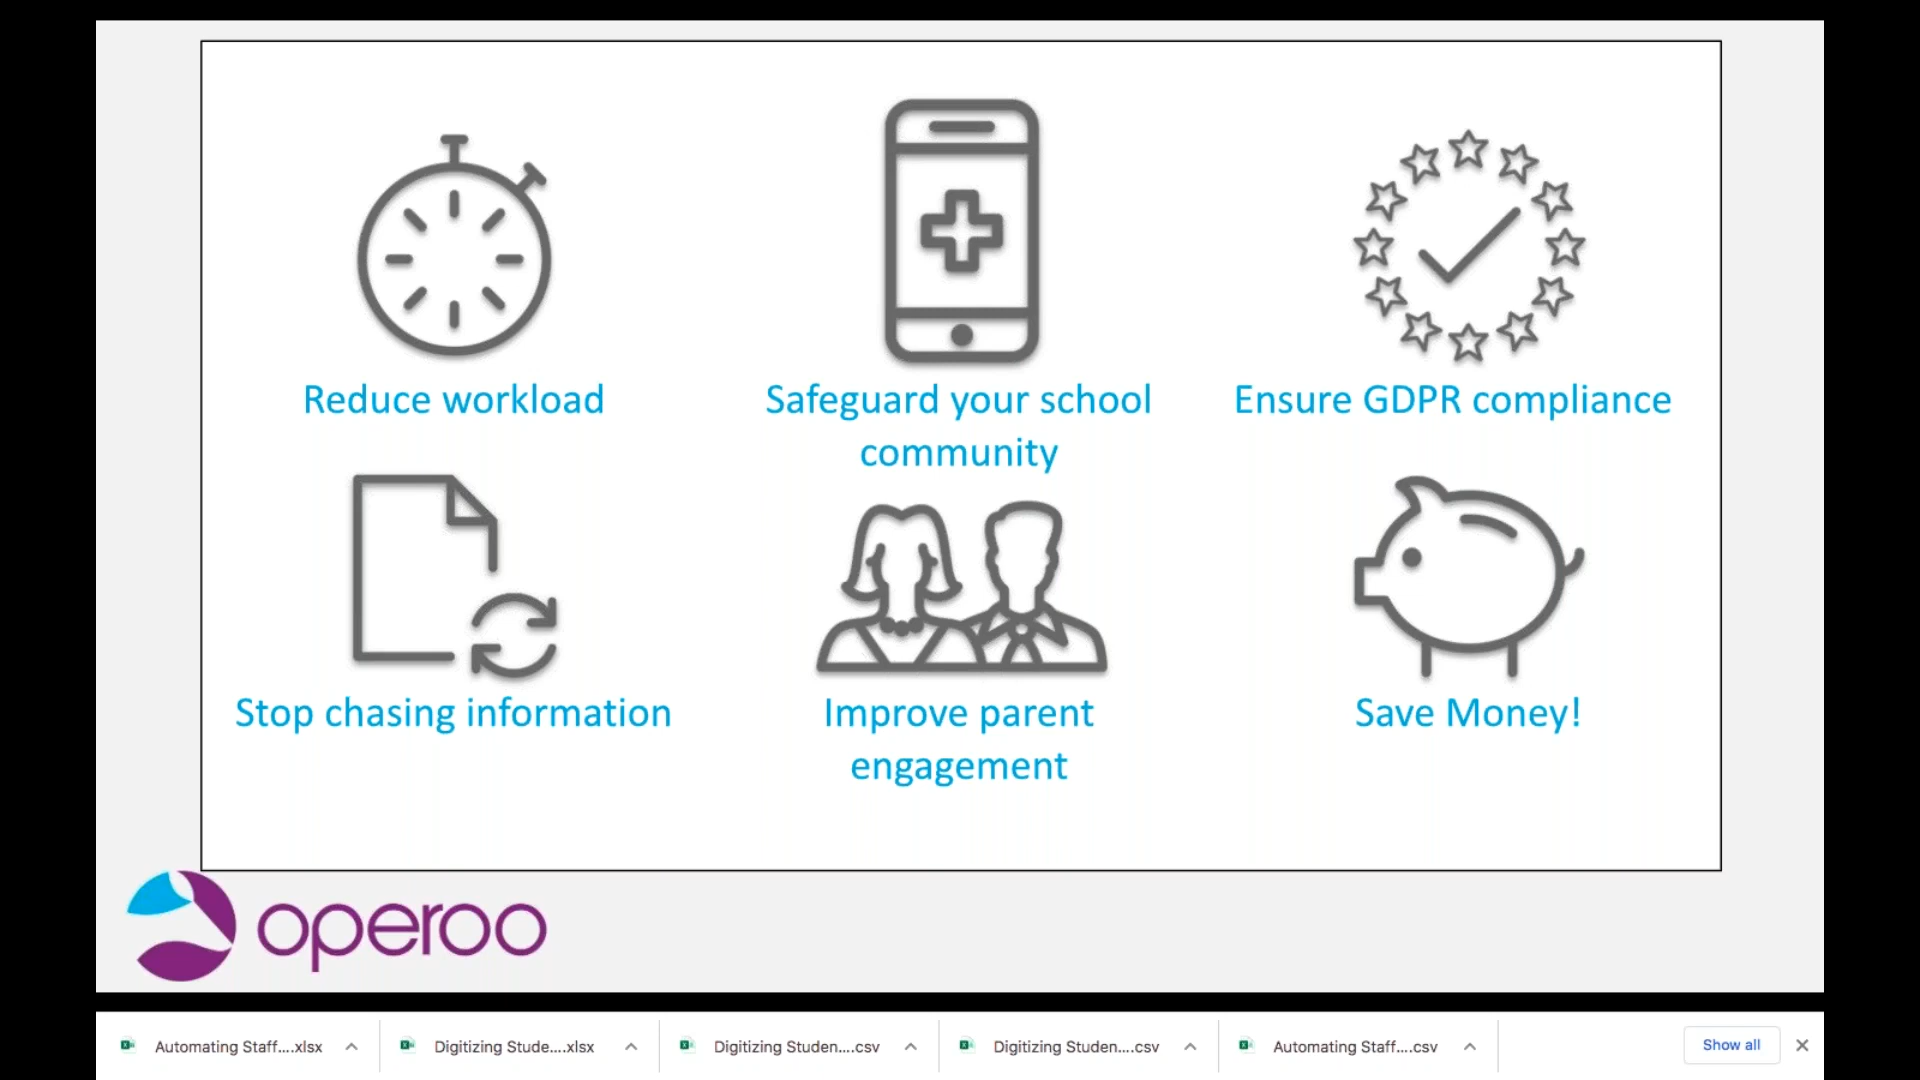 Reduce workload
Safeguard your school
community
Ensure GDPR compliance
Stop chasing information
Improve parent
engagement
Save Money!
operoo
Automating Staff....xlsx
Digitizing Stude....xlsx
Digitizing Studen....csv
Digitizing Studen....csv
Automating Staff....csv
Show all